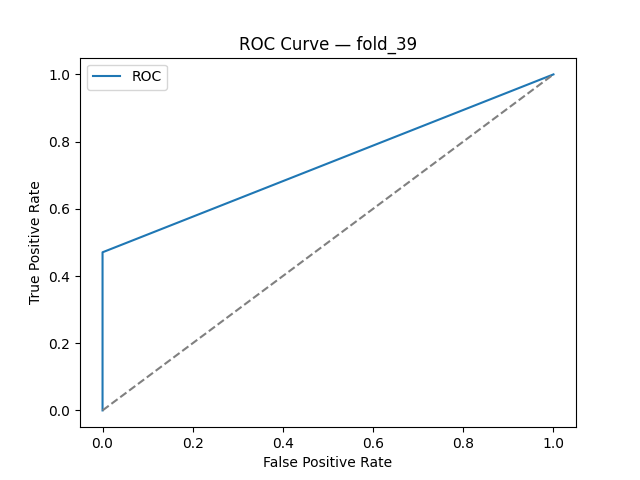 ROC Curve — fold_39
ROC
True Positive Rate
1.0
0.8
0.6
0.4
0.2
0.0
0.0 0.2 0.4 0.6 0.8 1.0
False Positive Rate